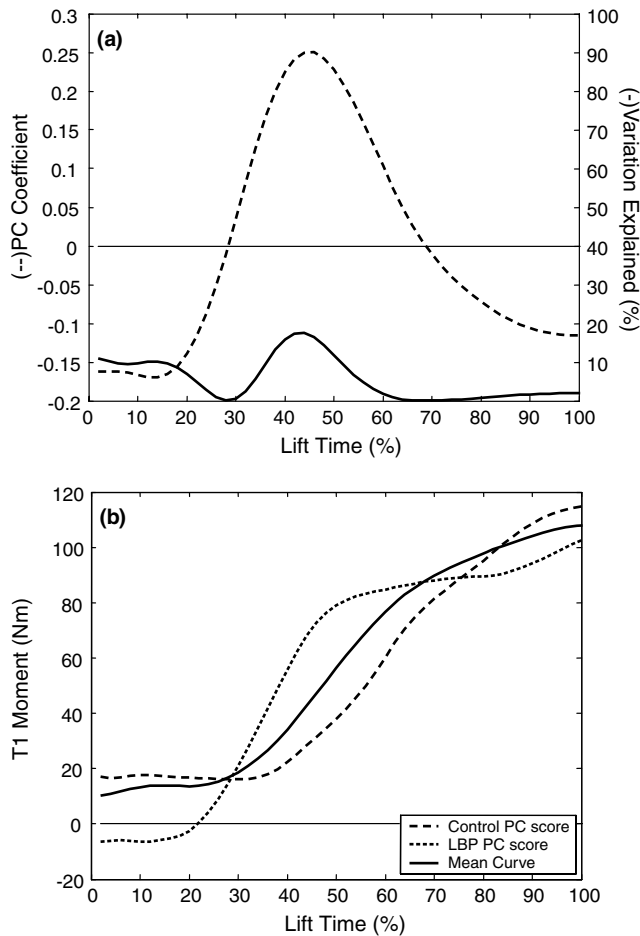 (a)
0.3
0.25
0.2
0.15
0.1
0.05
0
-0.05
-0.1
-0.15
-0.2
(--)PC Coefficient
100
90
80
70
60
50
40
30
20
10
(-)Variation Explained (%)
0 10 20 30 40 50 60 70 80 90 100
Lift Time (%)
(b)
120
100
80
60
40
20
0
-20
T1 Moment (Nm)
Control PC score
LBP PC score
Mean Curve
0 10 20 30 40 50 60 70 80 90 100
Lift Time (%)